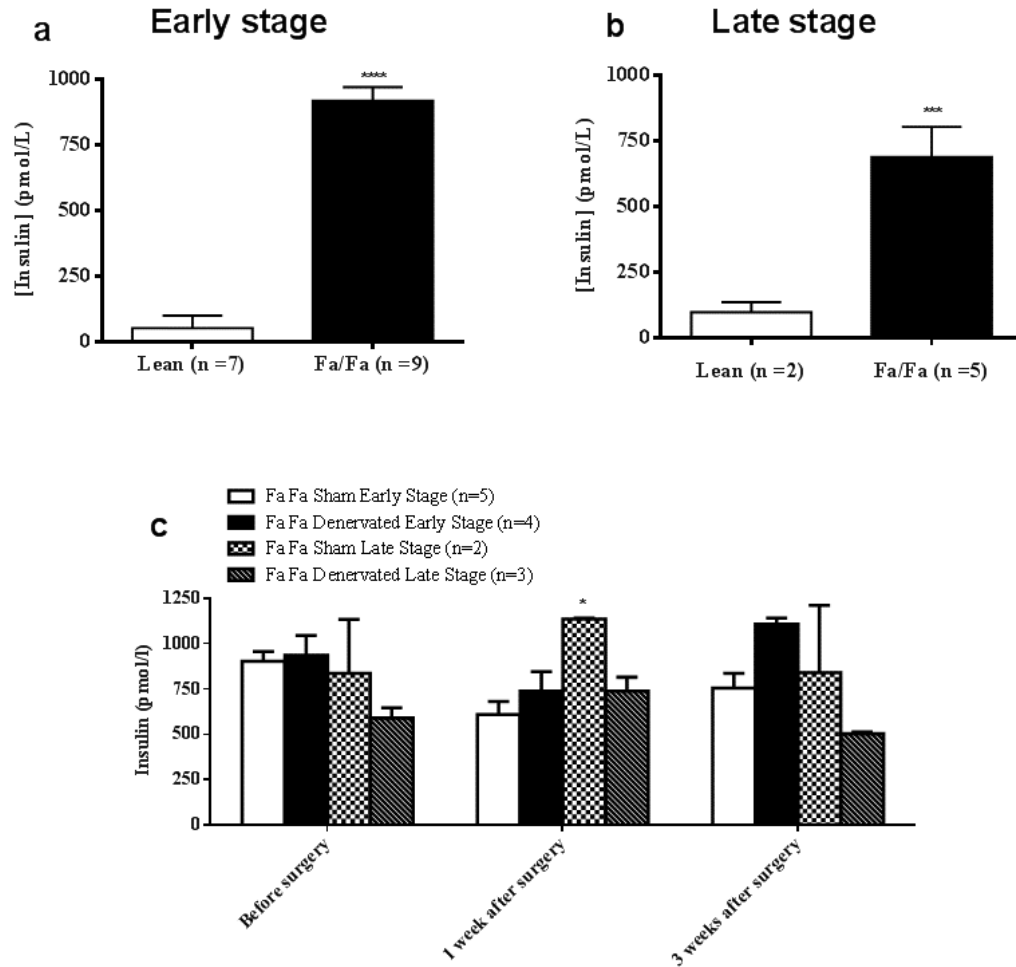 a Early stage
b Late stage
****
1000
750
500
250
0
[Insulin] (pmol/L)
Lean (n =7) Fa/Fa (n =9)
***
1000
750
500
250
0
[Insulin] (pmol/L)
Lean (n =2) Fa/Fa (n =5)
c
Fa Fa Sham Early Stage (n=5)
Fa Fa Denervated Early Stage (n=4)
Fa Fa Sham Late Stage (n=2)
Fa Fa Denervated Late Stage (n=3)
*
1250
1000
750
500
250
0
Insulin (pmol/l)
Before surgery
1 week after surgery
3 weeks after surgery